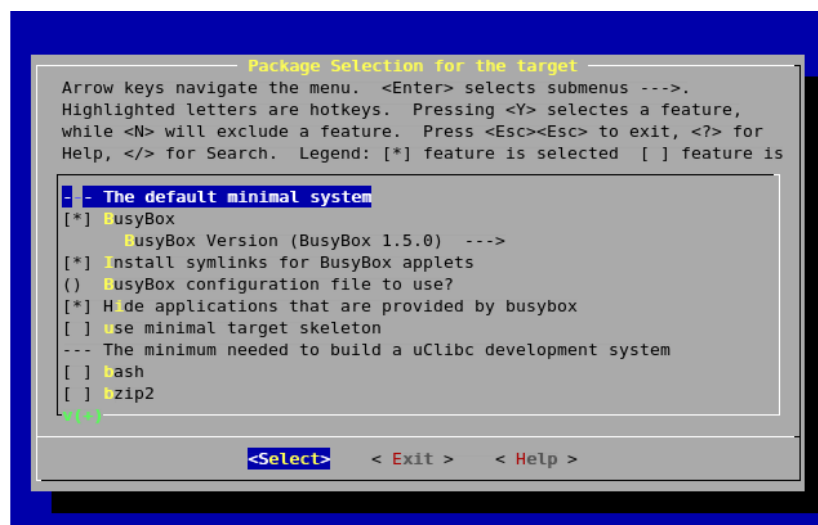 Package Selection for the target
Arrow keys navigate the menu.  <Enter> selects submenus --->.
Highlighted letters are hotkeys.  Pressing <Y> selectes a feature,
while <N> will exclude a feature.  Press <Esc><Esc> to exit, <?> for
Help, </> for Search.  Legend: [*] feature is selected  [ ] feature is
--- The default minimal system
[*] BusyBox
BusyBox Version (BusyBox 1.5.0)  --->
[*] Install symlinks for BusyBox applets
()  BusyBox configuration file to use?
[*] Hide applications that are provided by busybox
[ ] use minimal target skeleton
--- The minimum needed to build a uClibc development system
[ ] bash
[ ] bzip2
v(+)
<Select>    < Exit >    < Help >